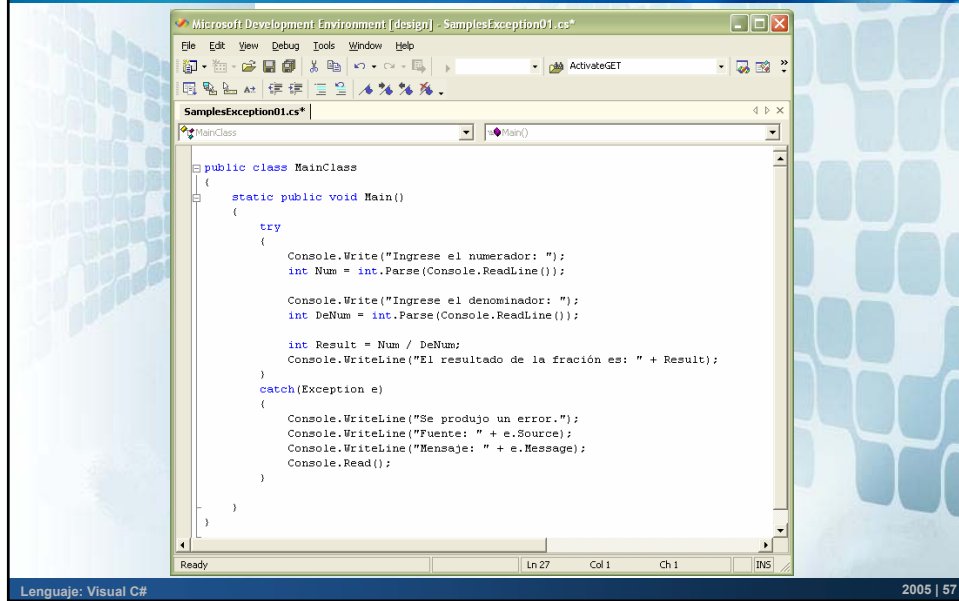 Microsoft Development Environment [design] - SamplesException01.cs*
File Edit View Debug Tools Window Help
ActivateGET
SamplesException01.cs*
MainClass
Main()
public class MainClass
{
static public void Main()
{
try
{
Console.Write("Ingrese el numerador: ");
int Num = int.Parse(Console.ReadLine());
Console.Write("Ingrese el denominador: ");
int DeNum = int.Parse(Console.ReadLine());
int Result = Num / DeNum;
Console.WriteLine("El resultado de la fración es: " + Result);
}
catch(Exception e)
{
Console.WriteLine("Se produjo un error.");
Console.WriteLine("Fuente: " + e.Source);
Console.WriteLine("Mensaje: " + e.Message);
Console.Read();
}
}
}
Ready Ln 27 Col 1 Ch 1 INS
Lenguaje: Visual C# 2005 | 57